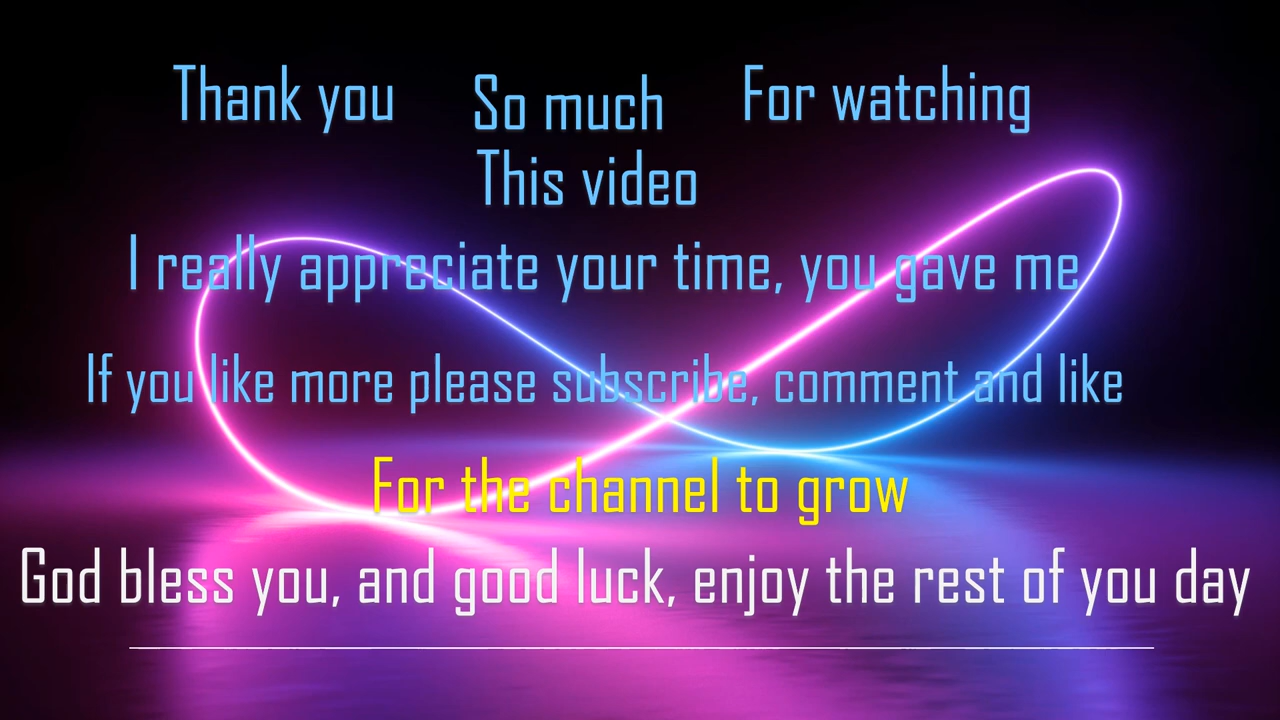 Thank you So much For watching
This video
I really appreciate your time, you gave me
If you like more please subscribe, comment and like
For the channel to grow
God bless you, and good luck, enjoy the rest of you day